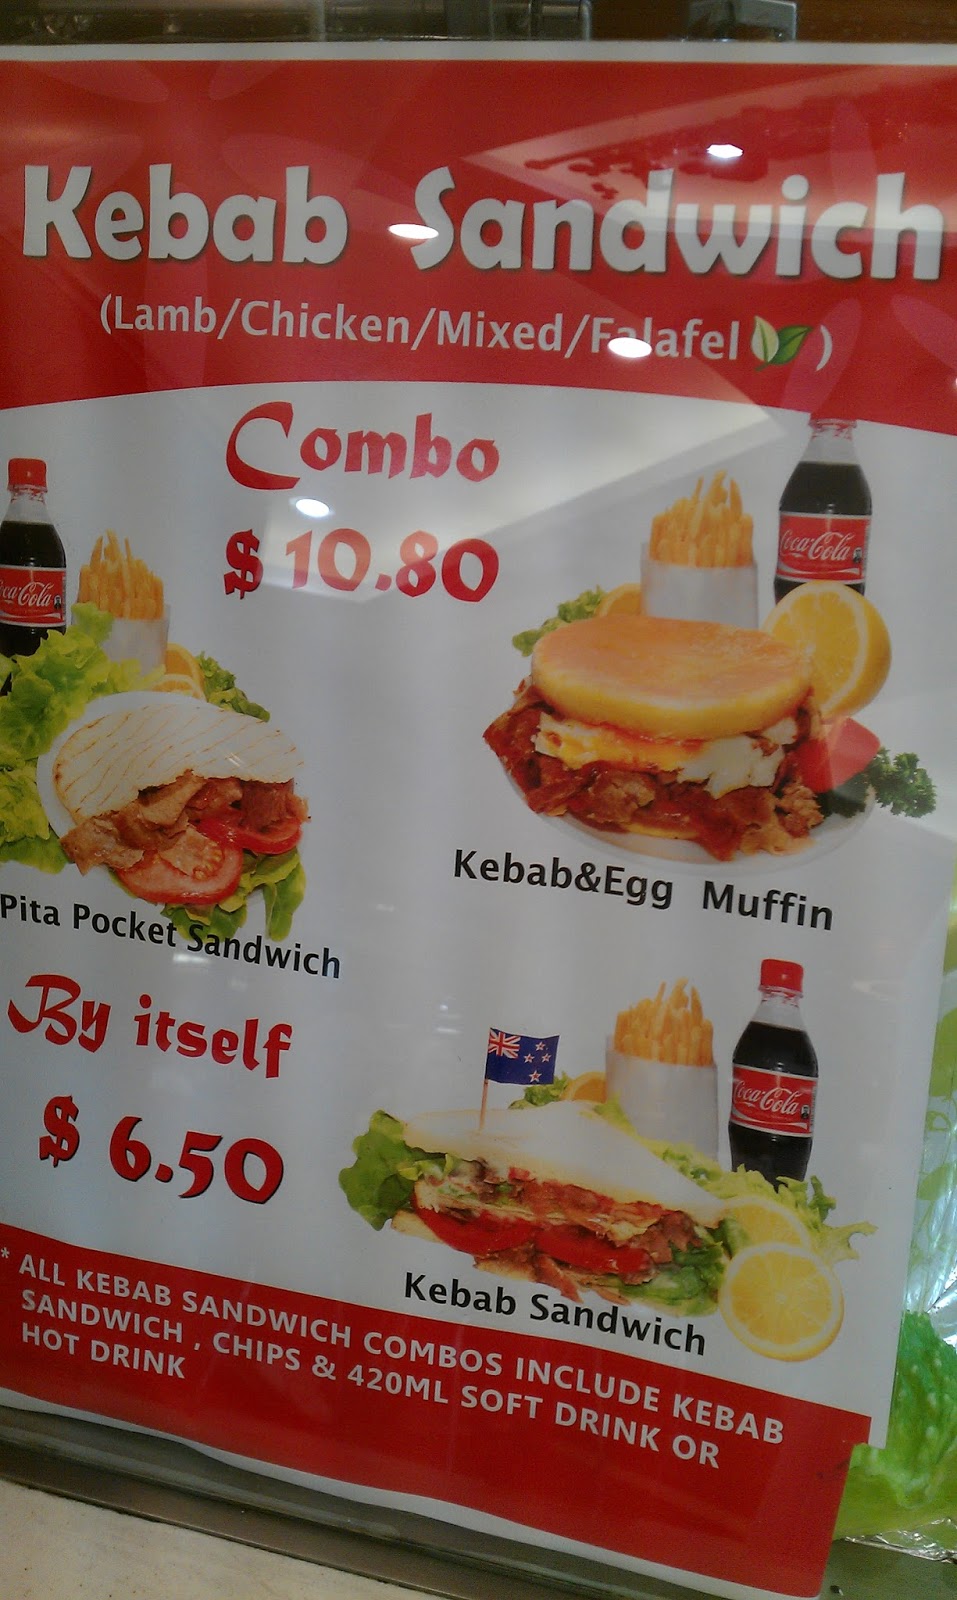 Kebab Sandwich
(Lamb/Chicken/Mixed/Falafel )
Combo
$ 10.80
Coca-Cola
Coca-Cola
Kebab&Egg Muffin
Pita Pocket Sandwich
By itself
$ 6.50
Coca-Cola
Kebab Sandwich
* ALL KEBAB SANDWICH COMBOS INCLUDE KEBAB
SANDWICH , CHIPS & 420ML SOFT DRINK OR
HOT DRINK